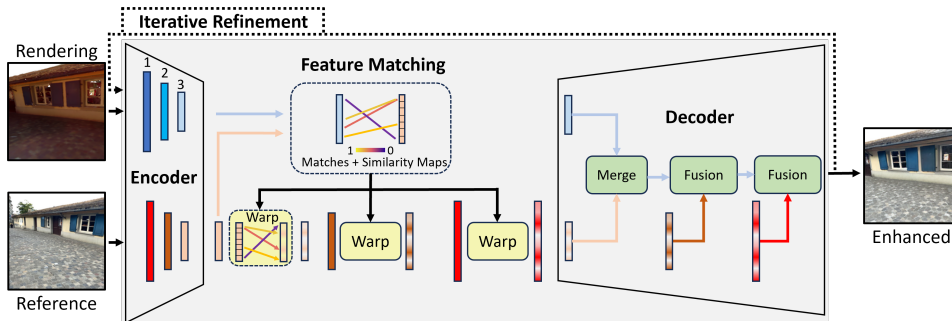 Iterative Refinement
Rendering
1
2
3
Feature Matching
1 0
Matches + Similarity Maps
Encoder
Decoder
Merge
Fusion
Fusion
Warp
Warp
Warp
Reference
Enhanced